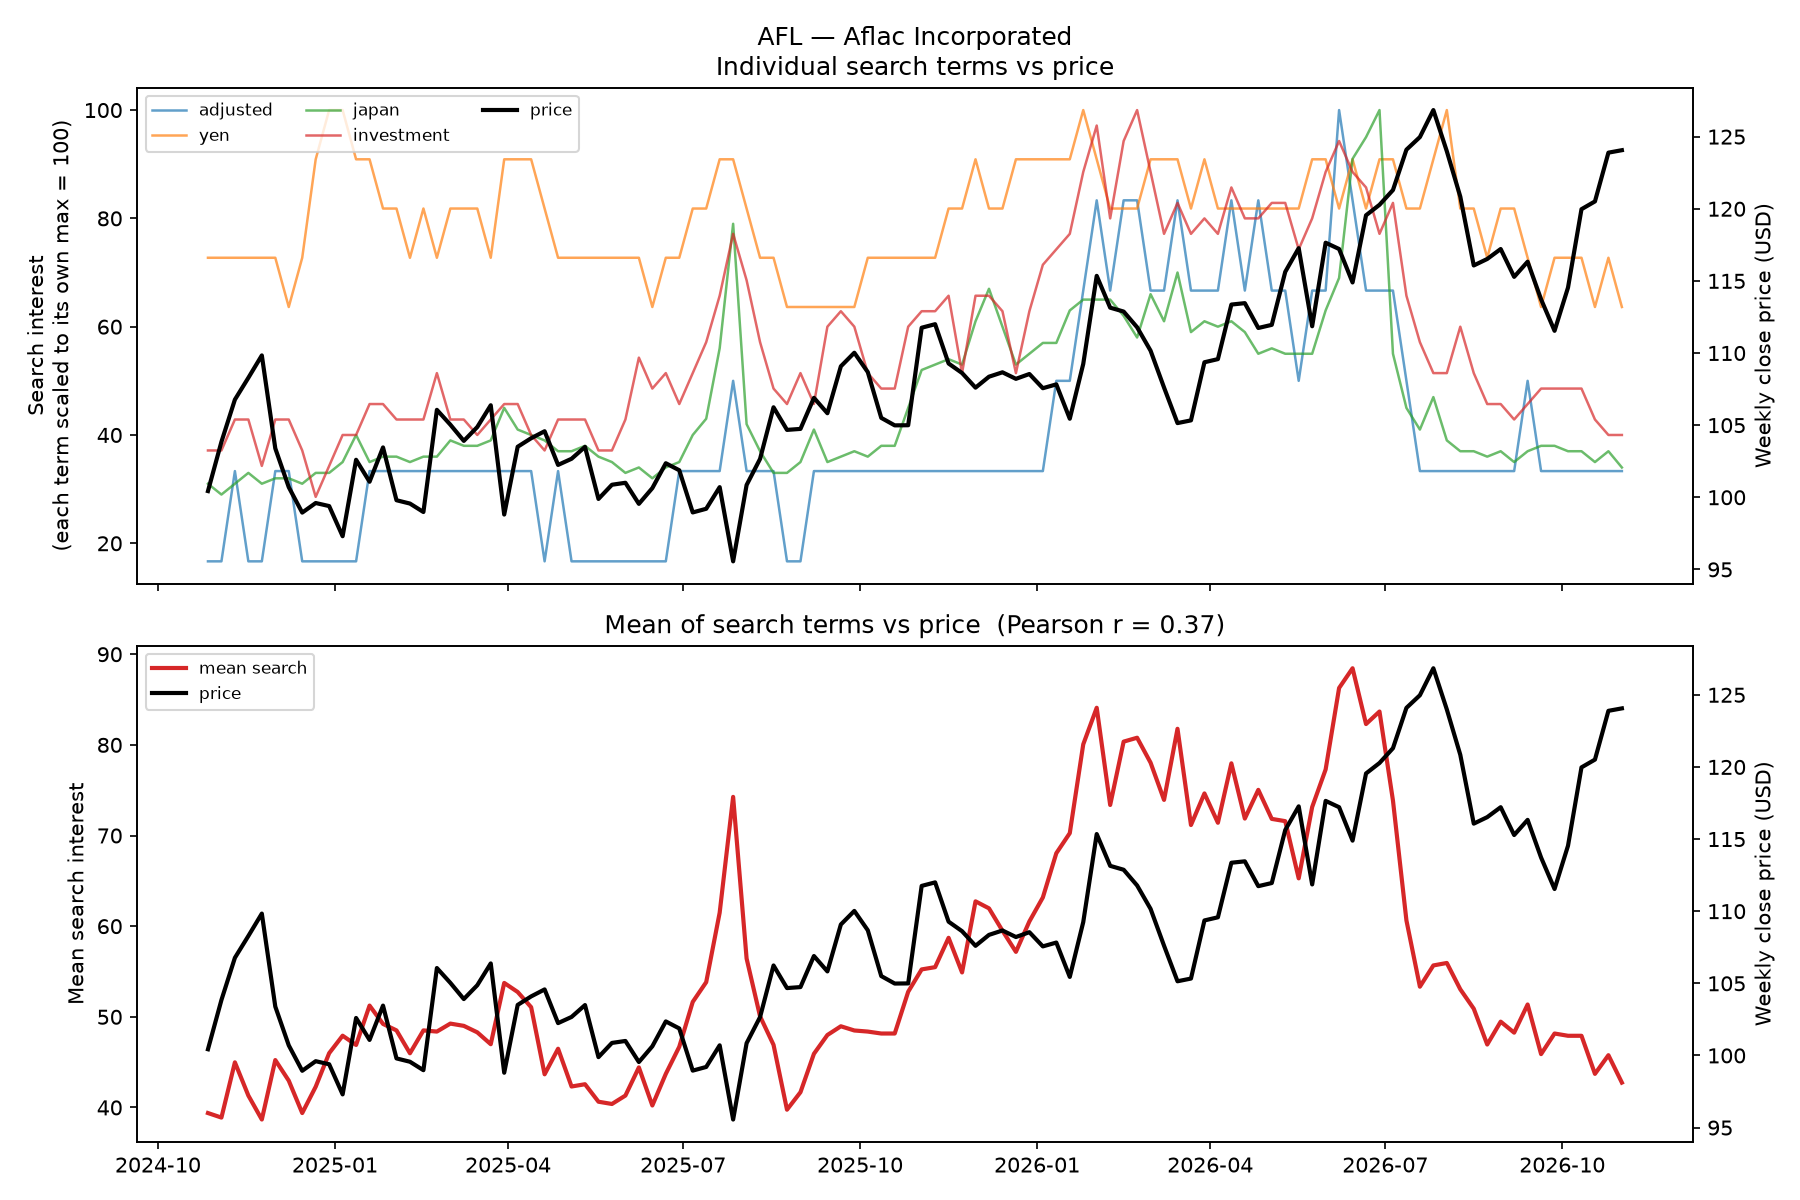 AFL — Aflac Incorporated
Individual search terms vs price
adjusted
yen
japan
investment
price
100
80
60
40
20
Search interest
(each term scaled to its own max = 100)
125
120
115
110
105
100
95
Weekly close price (USD)
Mean of search terms vs price  (Pearson r = 0.37)
mean search
price
90
80
70
60
50
40
Mean search interest
125
120
115
110
105
100
95
Weekly close price (USD)
2024-10
2025-01
2025-04
2025-07
2025-10
2026-01
2026-04
2026-07
2026-10